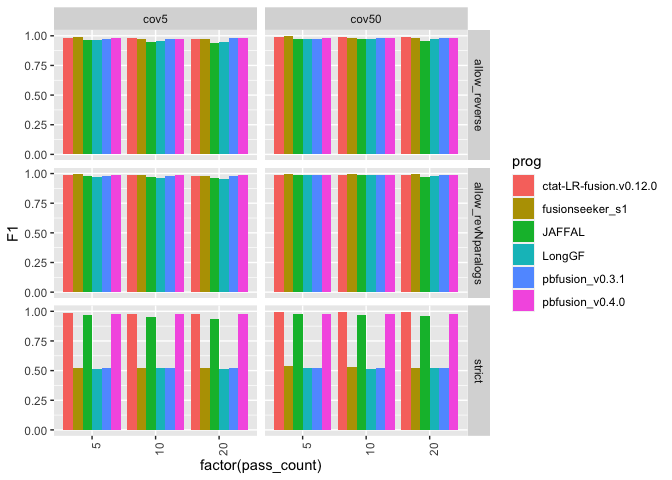 cov5 cov50
1.00
0.75
0.50
0.25
0.00
allow_reverse
1.00
0.75
0.50
0.25
0.00
allow_revNparalogs
1.00
0.75
0.50
0.25
0.00
strict
F1
5 10 20 5 10 20
factor(pass_count)
prog
ctat-LR-fusion.v0.12.0
fusionseeker_s1
JAFFAL
LongGF
pbfusion_v0.3.1
pbfusion_v0.4.0